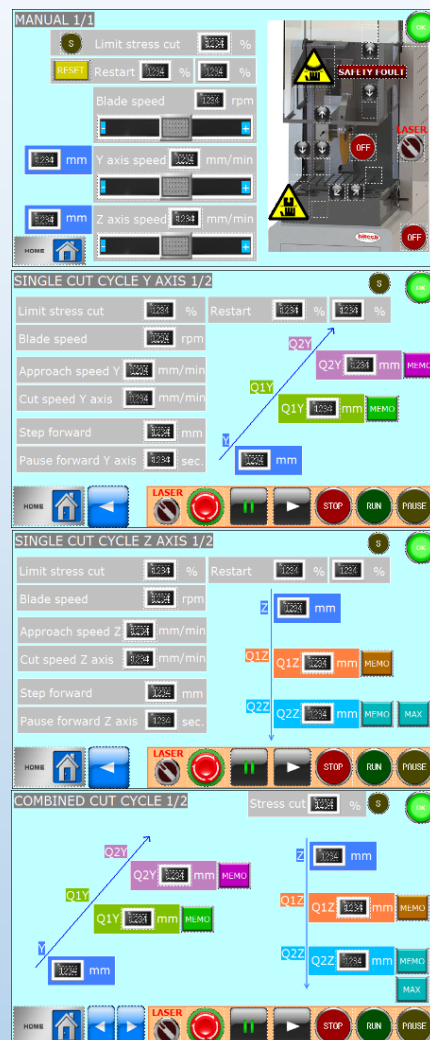 MANUAL 1/1
OK
S Limit stress cut 1234 %
RESET Restart 1234 % 1234 %
SAFETY FOULT
Blade speed 1234 rpm
- +
LASER
OFF
1234 mm Y axis speed 1234 mm/min
- +
1234 mm Z axis speed 1234 mm/min
- +
hitech
OFF
HOME
SINGLE CUT CYCLE Y AXIS 1/2
S
OK
Limit stress cut 1234 % Restart 1234 % 1234 %
Blade speed 1234 rpm
Q2Y
Approach speed Y 1234 mm/min
Q2Y 1234 mm MEMO
Cut speed Y axis 1234 mm/min
Q1Y
Q1Y 1234 mm MEMO
Step forward 1234 mm
Y
Pause forward Y axis 1234 sec.
1234 mm
HOME LASER STOP RUN PAUSE
SINGLE CUT CYCLE Z AXIS 1/2
S
OK
Limit stress cut 1234 % Restart 1234 % 1234 %
Blade speed 1234 rpm
Z 1234 mm
Approach speed Z 1234 mm/min
Cut speed Z axis 1234 mm/min
Q1Z Q1Z 1234 mm MEMO
Step forward 1234 mm
Q2Z Q2Z 1234 mm MEMO MAX
Pause forward Z axis 1234 sec.
HOME LASER STOP RUN PAUSE
COMBINED CUT CYCLE 1/2
Stress cut 1234 % S
OK
Q2Y
Z 1234 mm
Q2Y 1234 mm MEMO
Q1Y
Q1Z Q1Z 1234 mm MEMO
Q1Y 1234 mm MEMO
Y
Q2Z Q2Z 1234 mm MEMO
1234 mm
MAX
HOME LASER STOP RUN PAUSE